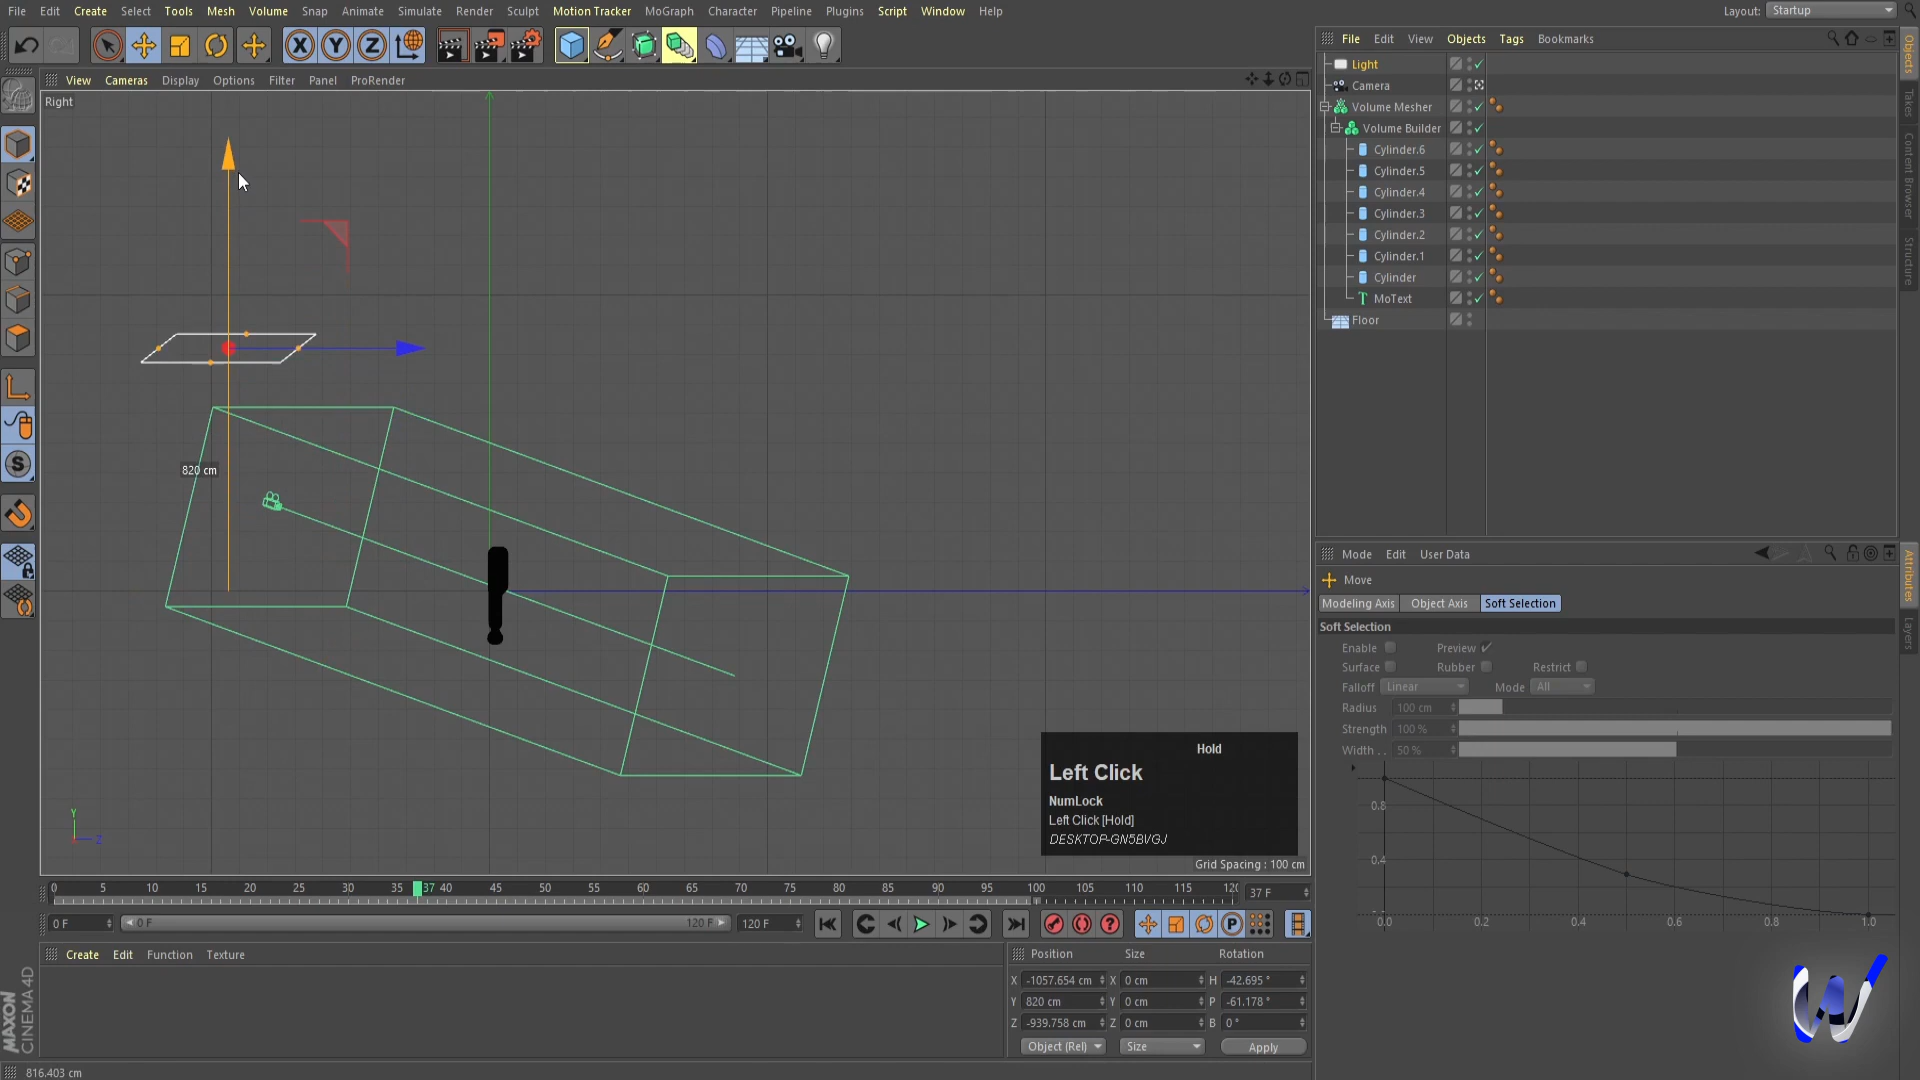 File Edit Create Select Tools Mesh Volume Snap Animate Simulate Render Sculpt Motion Tracker MoGraph Character Pipeline Plugins Script Window Help
Layout: Startup
File Edit View Objects Tags Bookmarks
View Cameras Display Options Filter Panel ProRender
Right
Light
Camera
Volume Mesher
Volume Builder
Cylinder.6
Cylinder.5
Cylinder.4
Cylinder.3
Cylinder.2
Cylinder.1
Cylinder
MoText
Floor
Objects
Takes
Content Browser
Structure
820 cm
Y
Z
Hold
Left Click
NumLock
Left Click [Hold]
DESKTOP-GN5BVGJ
Grid Spacing : 100 cm
Mode Edit User Data
Move
Modeling Axis Object Axis Soft Selection
Soft Selection
Enable Preview
Surface Rubber Restrict
Falloff Linear Mode All
Radius 100 cm
Strength 100 %
Width . . 50 %
0.8
0.4
0.0 0.2 0.4 0.6 0.8 1.0
Attributes
Layers
0 5 10 15 20 25 30 35 37 40 45 50 55 60 65 70 75 80 85 90 95 100 105 110 115 120
37 F
0 F 0 F 120 F 120 F
Create Edit Function Texture
Position Size Rotation
X -1057.654 cm X 0 cm H -42.695 °
Y 820 cm Y 0 cm P -61.178 °
Z -939.758 cm Z 0 cm B 0 °
Object (Rel) Size Apply
MAXON
CINEMA 4D
816.403 cm